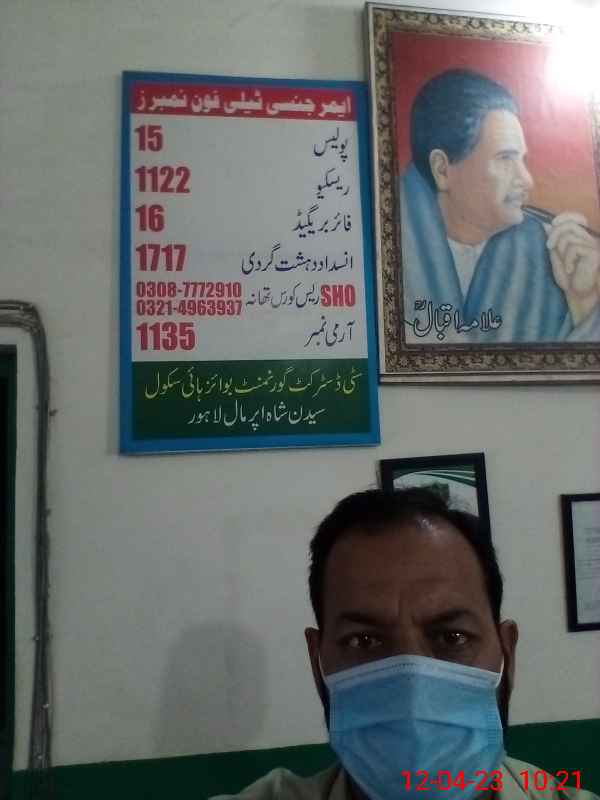 ایمرجنسی ٹیلی فون نمبرز
پولیس 15
ریسکیو 1122
فائر بریگیڈ 16
انسداد دہشت گردی 1717
SHO ریس کورس تھانہ 0308-7772910
0321-4963937
آرمی نمبر 1135
سٹی ڈسٹرکٹ گورنمنٹ بوائز ہائی سکول
سیدن شاہ اپر مال لاہور
علامہ اقبالؒ
12-04-23 10:21